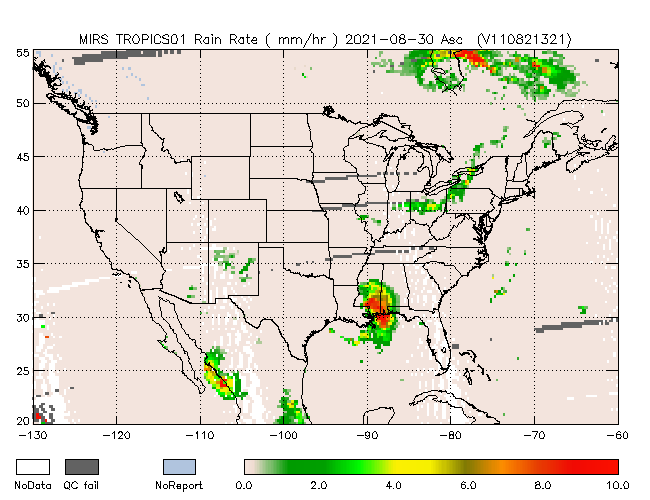 MIRS TROPICS01 Rain Rate ( mm/hr ) 2021-08-30 Asc (V110821321)
55
50
45
40
35
30
25
20
-130 -120 -110 -100 -90 -80 -70 -60
NoData QC fail NoReport 0.0 2.0 4.0 6.0 8.0 10.0